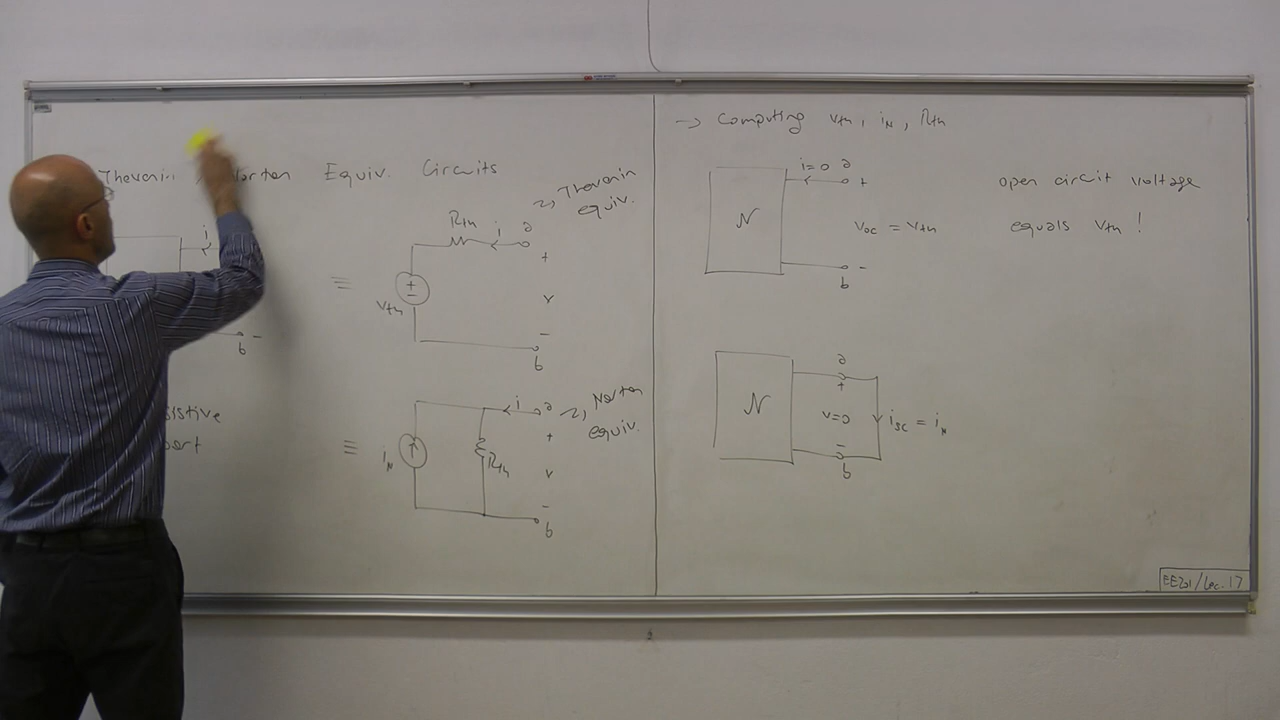 Thevenin Norton Equiv. Circuits
i
b -
sistive
port
≡
Rth
i a
+
v
-
b
+
-
Vth
Thevenin
equiv.
≡
iN
Rth
i a
+
v
-
b
Norton
equiv.
→ Computing Vth, iN, Rth
N
i=0 a
+
Voc = Vth
-
b
open circuit voltage
equals Vth !
N
a
+
v=0
-
b
isc = iN
EE201/Lec.17